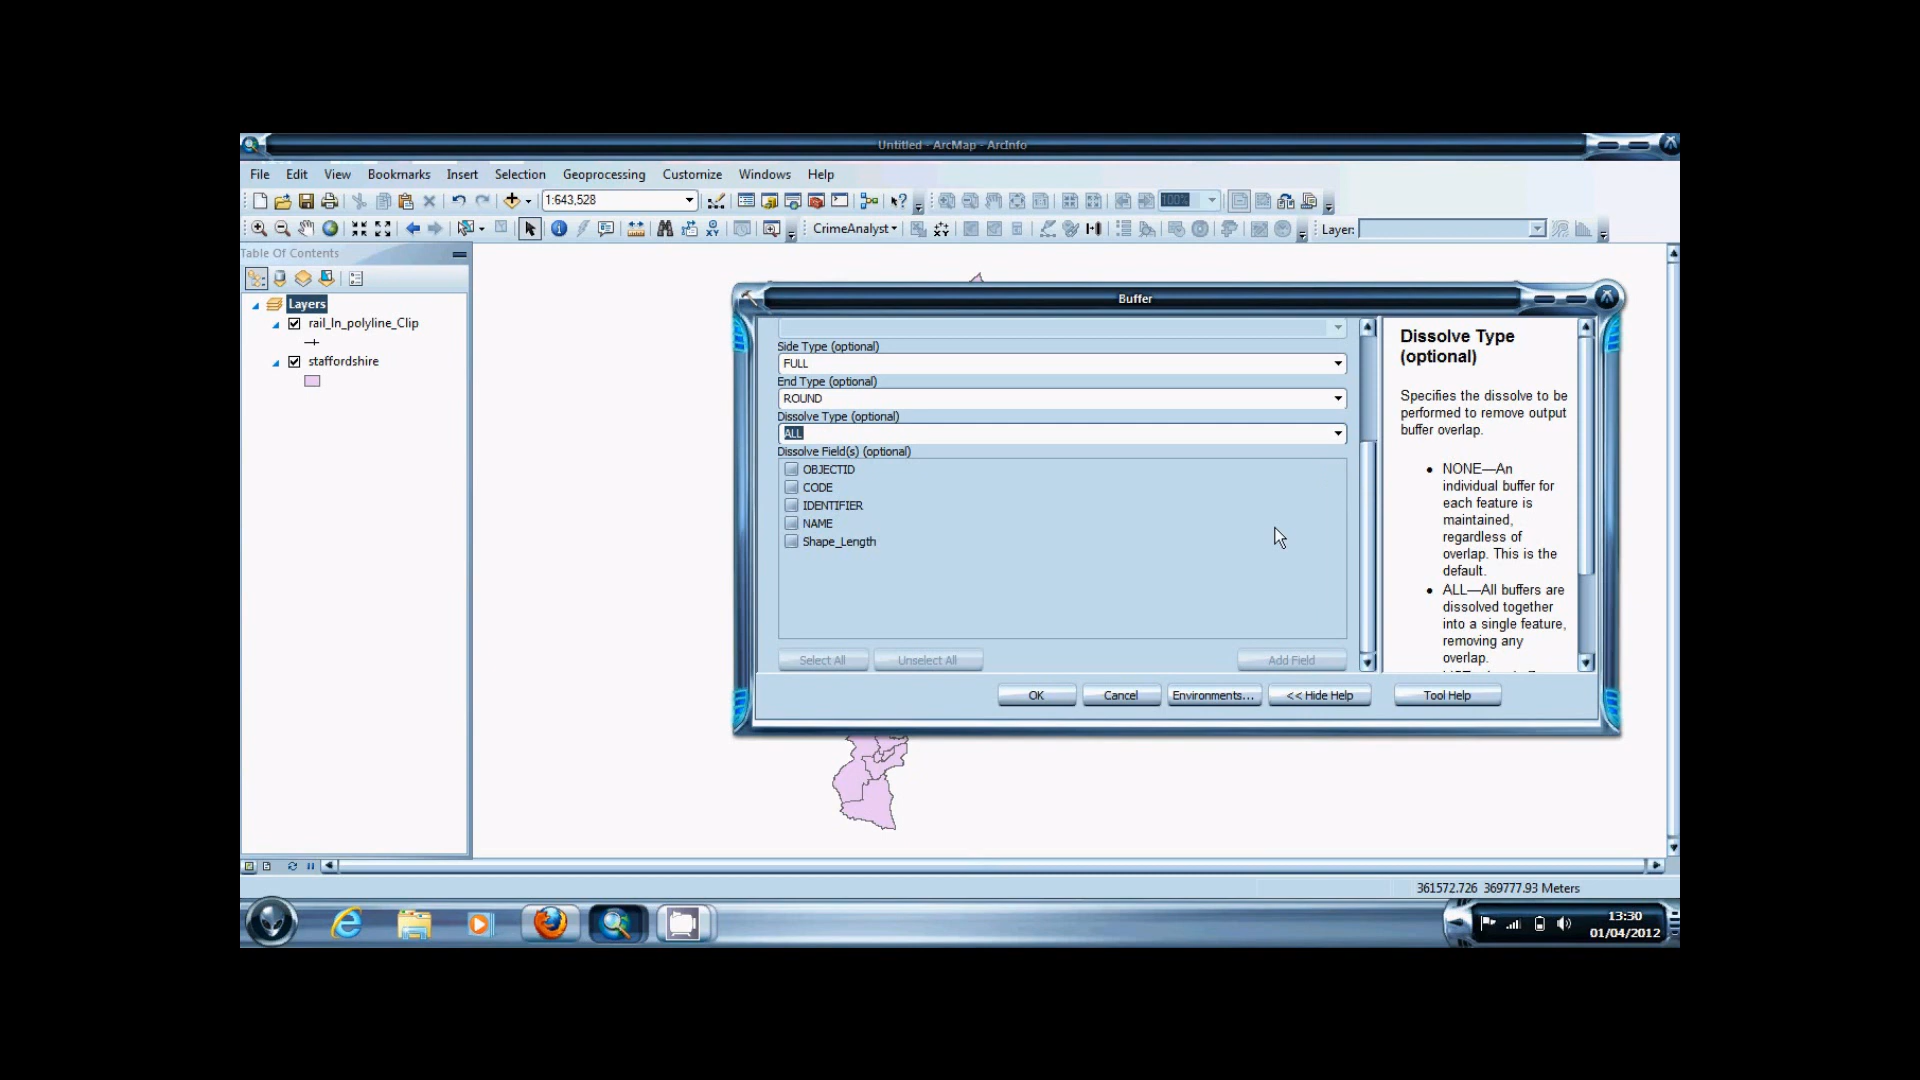 Untitled - ArcMap - ArcInfo
File Edit View Bookmarks Insert Selection Geoprocessing Customize Windows Help
1:643,528
100%
CrimeAnalyst
Layer:
Table Of Contents
Layers
rail_ln_polyline_Clip
staffordshire
Buffer
Side Type (optional)
FULL
End Type (optional)
ROUND
Dissolve Type (optional)
ALL
Dissolve Field(s) (optional)
OBJECTID
CODE
IDENTIFIER
NAME
Shape_Length
Select All Unselect All Add Field
OK Cancel Environments... << Hide Help Tool Help
Dissolve Type
(optional)
Specifies the dissolve to be
performed to remove output
buffer overlap.
• NONE—An
individual buffer for
each feature is
maintained,
regardless of
overlap. This is the
default.
• ALL—All buffers are
dissolved together
into a single feature,
removing any
overlap.
361572.726 369777.93 Meters
13:30
01/04/2012